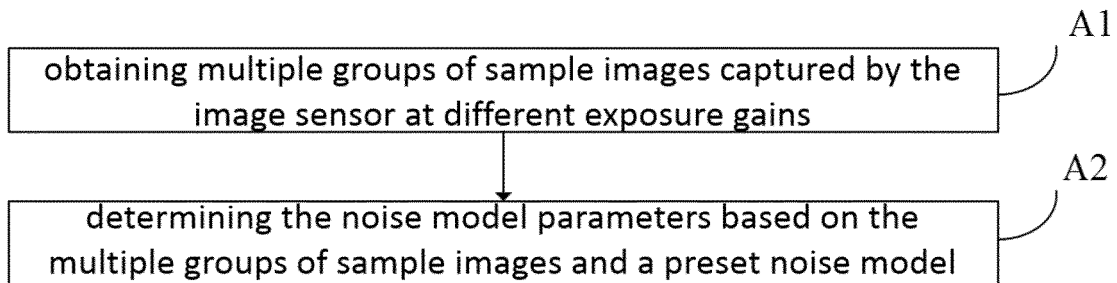 A1
obtaining multiple groups of sample images captured by the
image sensor at different exposure gains
A2
determining the noise model parameters based on the
multiple groups of sample images and a preset noise model